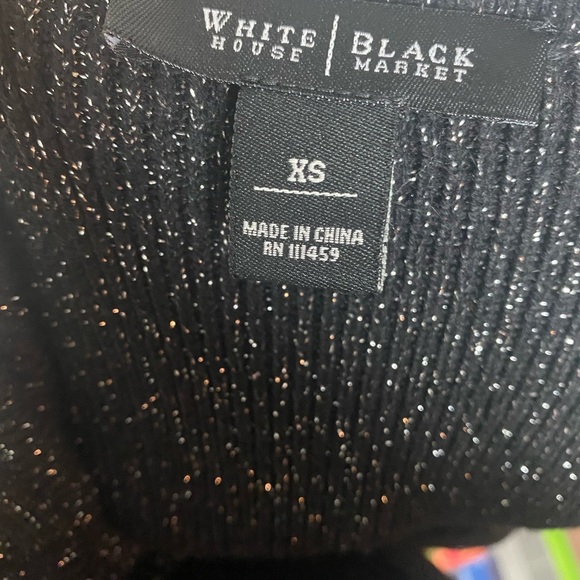 WHITE HOUSE | BLACK MARKET
XS
MADE IN CHINA
RN 111459